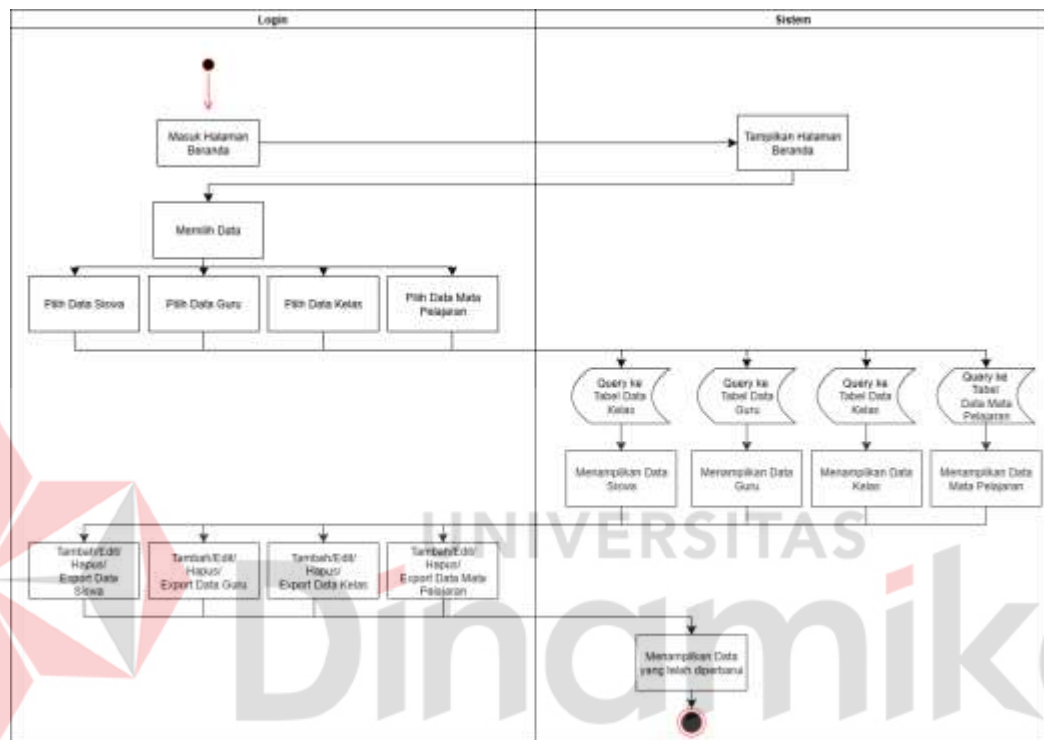 Login
Sistem
Masuk Halaman
Beranda
Tampilkan Halaman
Beranda
Memilih Data
Pilih Data Siswa
Pilih Data Guru
Pilih Data Kelas
Pilih Data Mata
Pelajaran
Query ke
Tabel Data
Kelas
Query ke
Tabel Data
Guru
Query ke
Tabel Data
Kelas
Query ke
Tabel
Data Mata
Pelajaran
Menampilkan Data
Siswa
Menampilkan Data
Guru
Menampilkan Data
Kelas
Menampilkan Data
Mata Pelajaran
UNIVERSITAS
Dinamika
Tambah/Edit/
Hapus/
Export Data
Siswa
Tambah/Edit/
Hapus/
Export Data Guru
Tambah/Edit/
Hapus/
Export Data Kelas
Tambah/Edit/
Hapus/
Export Data Mata
Pelajaran
Menampilkan Data
yang telah diperbarui